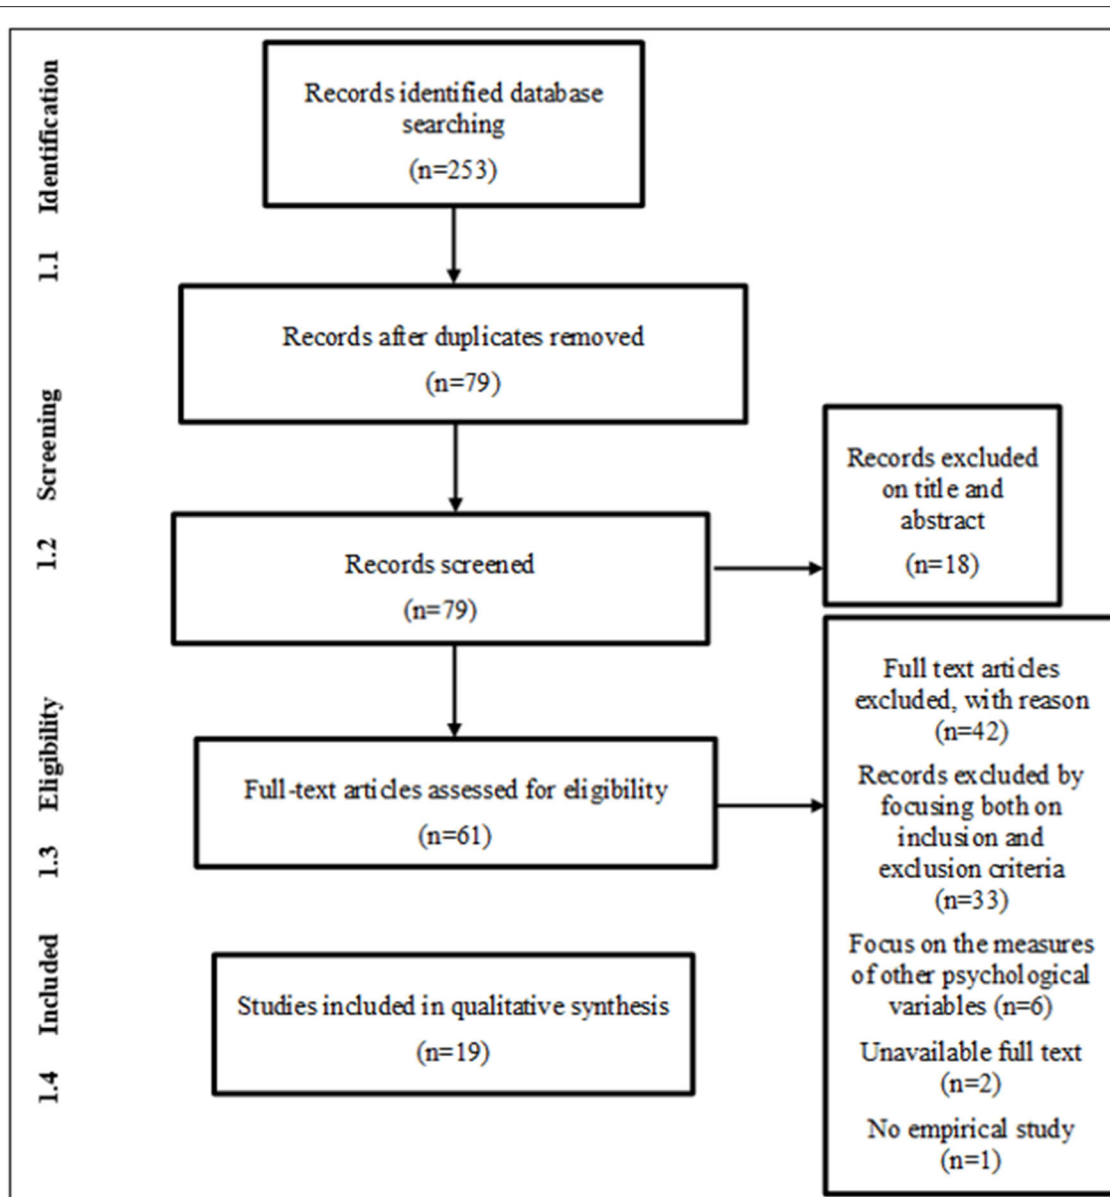 1.1 Identification
Records identified database
searching
(n=253)
Records after duplicates removed
(n=79)
1.2 Screening
Records screened
(n=79)
Records excluded
on title and
abstract
(n=18)
1.3 Eligibility
Full-text articles assessed for eligibility
(n=61)
Full text articles
excluded, with reason
(n=42)
Records excluded by
focusing both on
inclusion and
exclusion criteria
(n=33)
Focus on the measures
of other psychological
variables (n=6)
Unavailable full text
(n=2)
No empirical study
(n=1)
1.4 Included
Studies included in qualitative synthesis
(n=19)